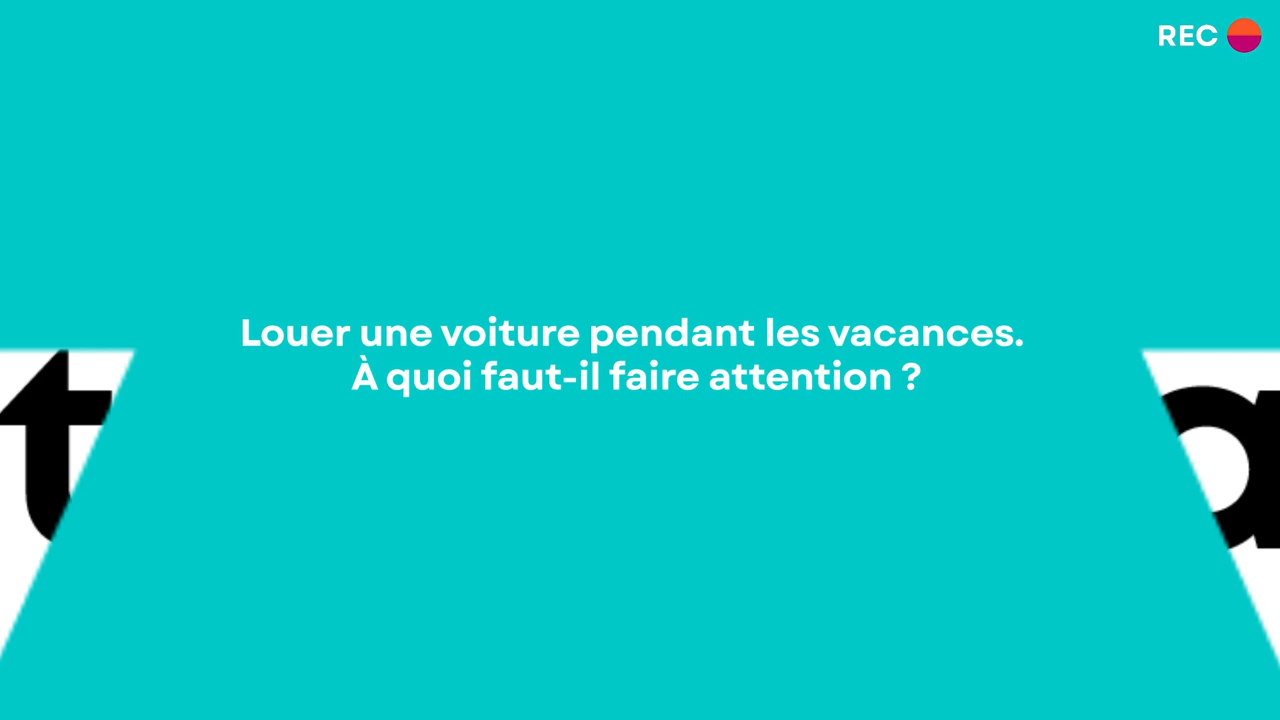 REC
Louer une voiture pendant les vacances.
À quoi faut-il faire attention ?
t
a